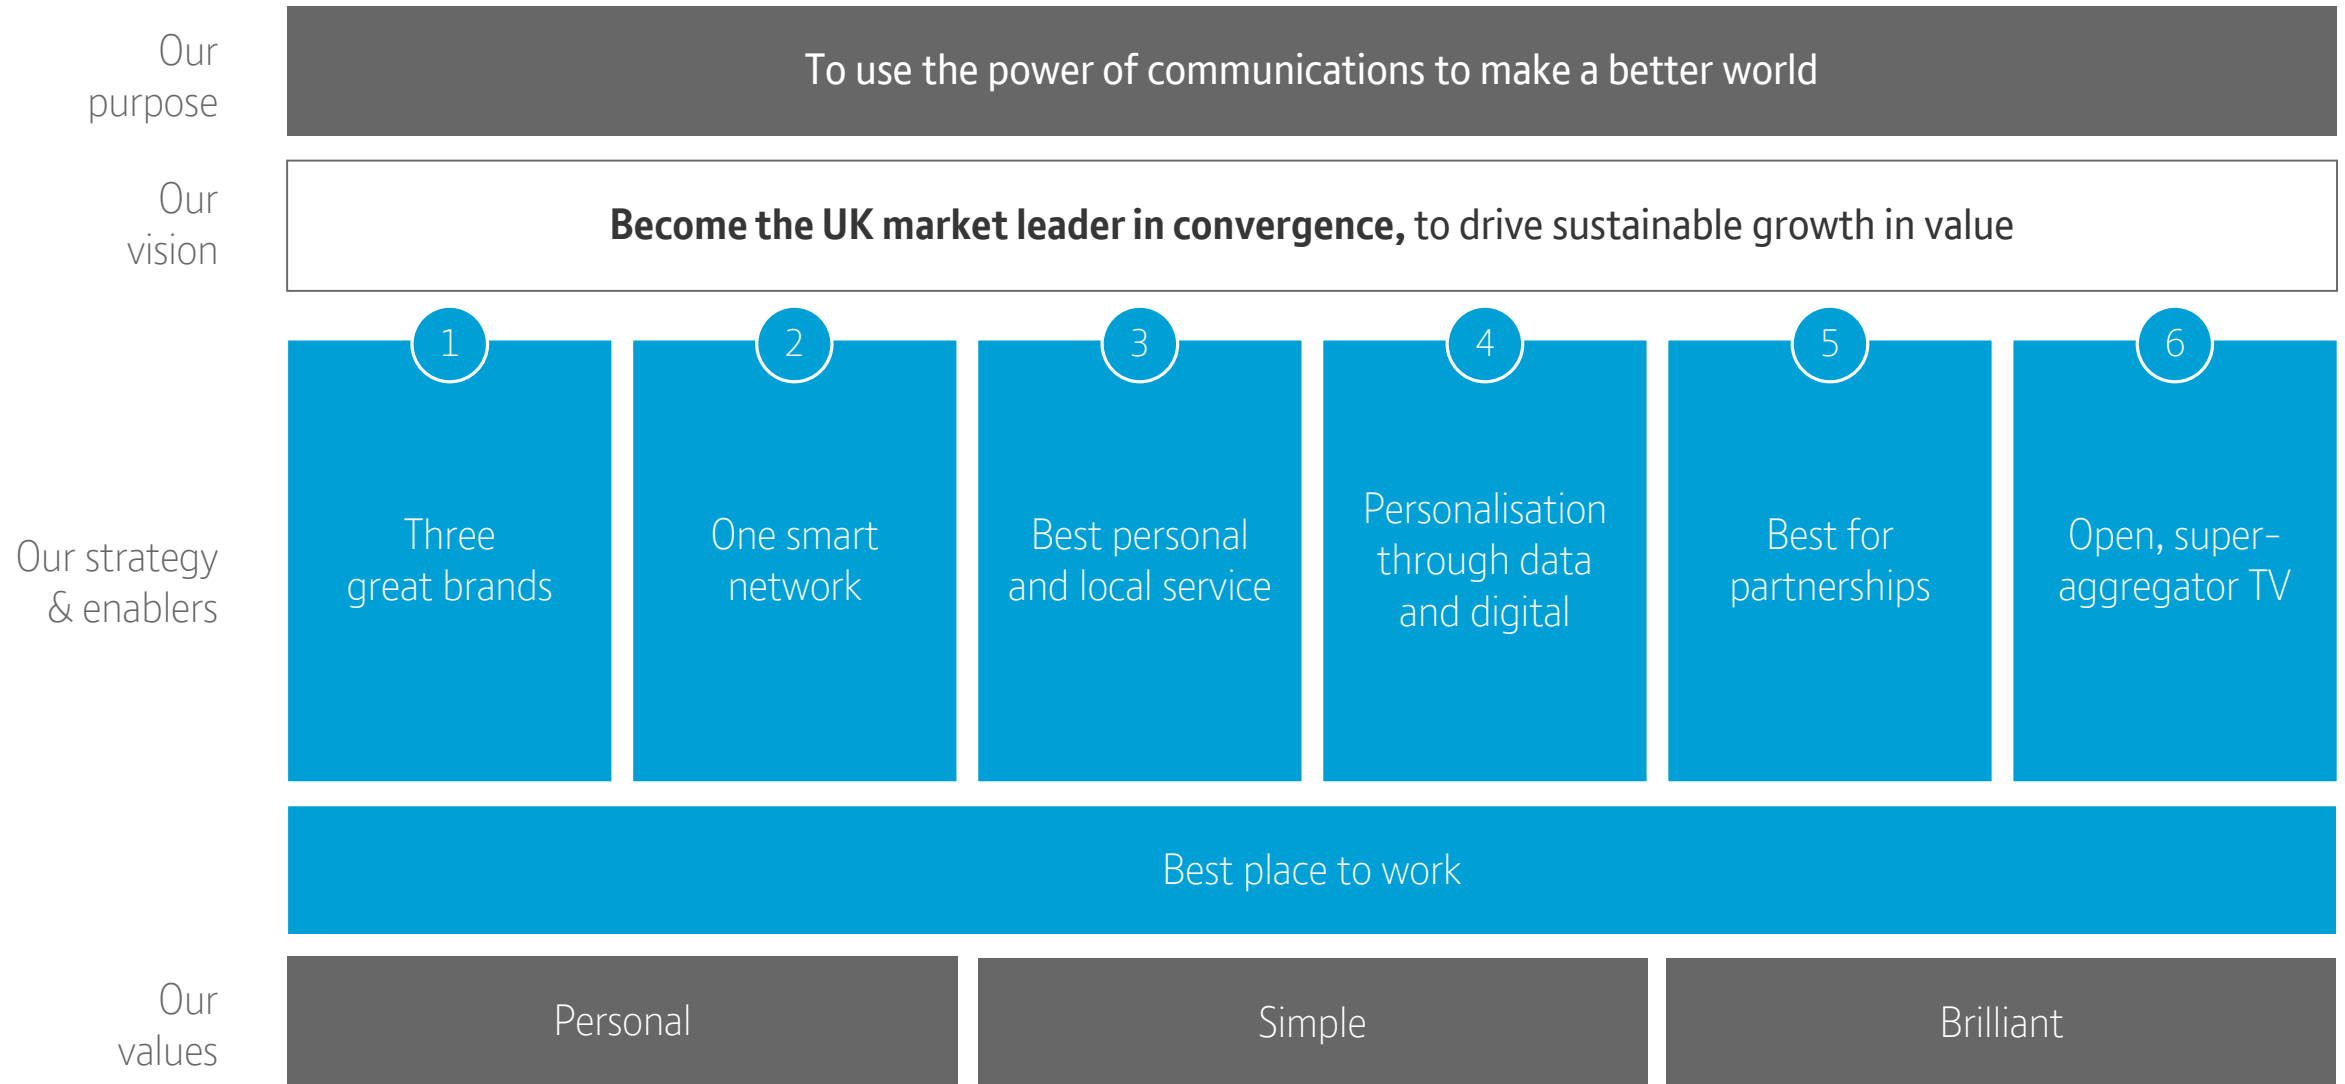 Our
purpose
To use the power of communications to make a better world
Our
vision
Become the UK market leader in convergence, to drive sustainable growth in value
Our strategy
& enablers
1
Three
great brands
2
One smart
network
3
Best personal
and local service
4
Personalisation
through data
and digital
5
Best for
partnerships
6
Open, super-
aggregator TV
Best place to work
Our
values
Personal
Simple
Brilliant